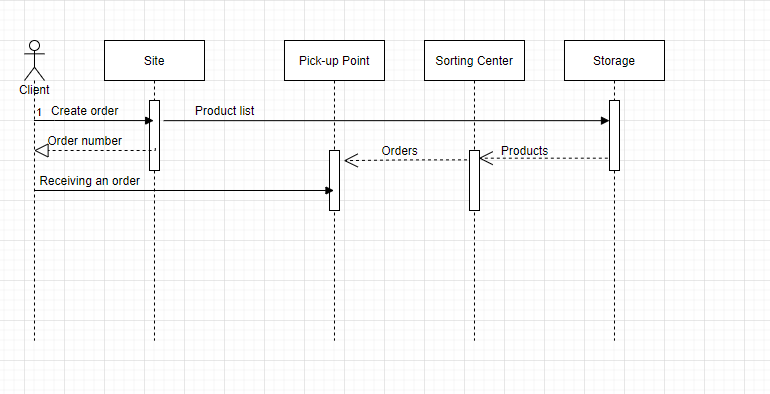 Site
Pick-up Point
Sorting Center
Storage
Client
1 Create order
Product list
Order number
Orders
Products
Receiving an order